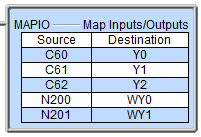 MAPIO Map Inputs/Outputs
Source Destination
C60 Y0
C61 Y1
C62 Y2
N200 WY0
N201 WY1